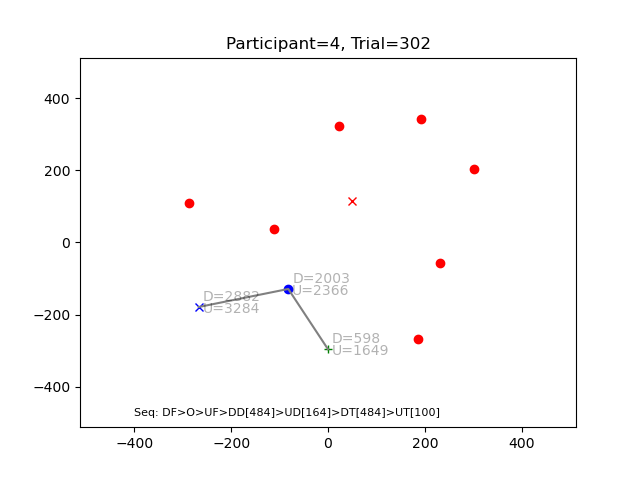 Participant=4, Trial=302
400
200
0
−200
−400
D=2003
U=2366
D=2882
U=3284
D=598
U=1649
Seq: DF>O>UF>DD[484]>UD[164]>DT[484]>UT[100]
−400
−200
0
200
400